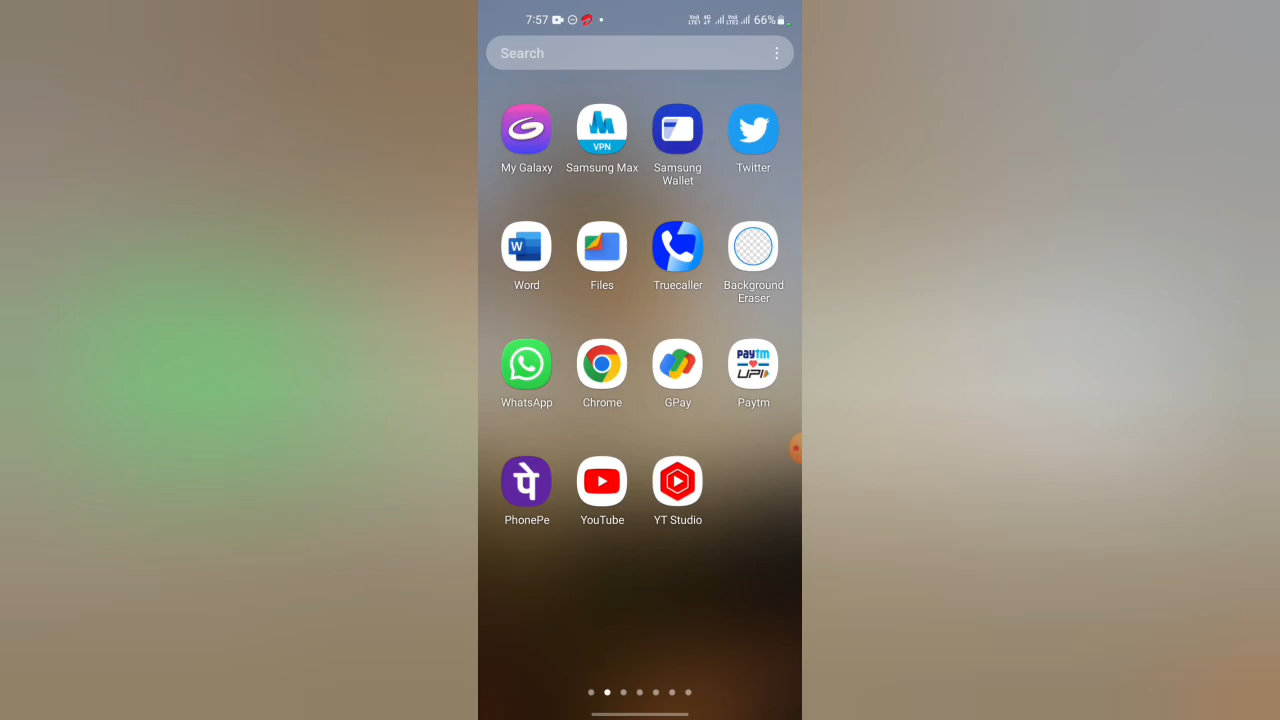 7:57
66%
Search
VPN
My Galaxy
Samsung Max
Samsung
Wallet
Twitter
W
Word
Files
Truecaller
Background
Eraser
paytm
UPI
WhatsApp
Chrome
GPay
Paytm
पे
PhonePe
YouTube
YT Studio